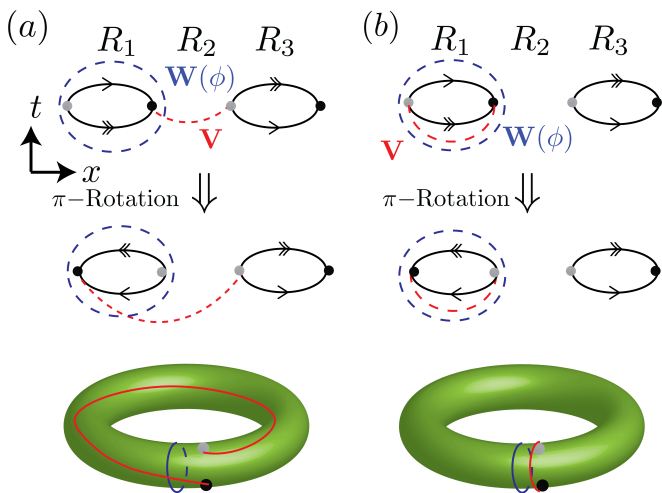 (a)
R₁ R₂ R₃
W(ϕ)
V
t
x
π−Rotation
(b)
R₁ R₂ R₃
V
W(ϕ)
π−Rotation